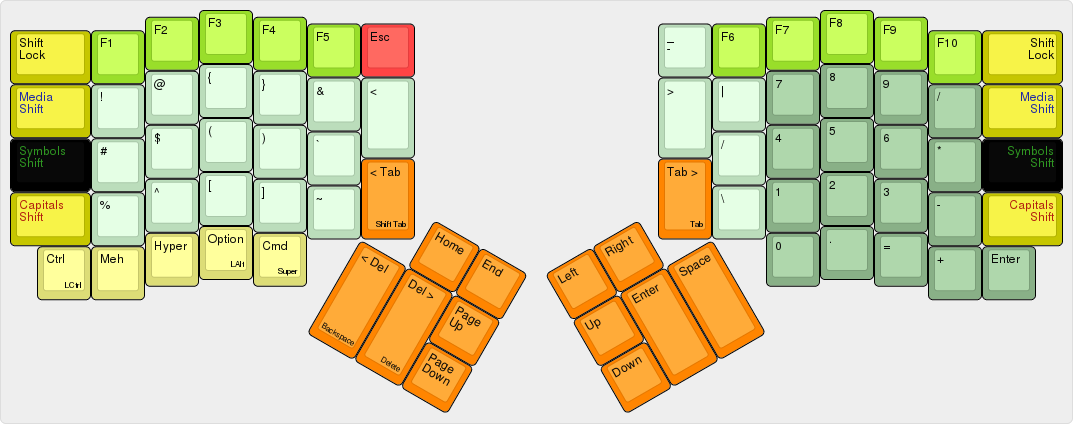 Shift
Lock
F1
F2
F3
F4
F5
Esc
Media
Shift
!
@
{
}
&
<
Symbols
Shift
#
$
(
)
`
Capitals
Shift
%
^
[
]
~
< Tab
Shift Tab
Ctrl
LCtrl
Meh
Hyper
Option
LAlt
Cmd
Super
Home
End
< Del
Backspace
Del >
Delete
Page
Up
Page
Down
_
-
F6
F7
F8
F9
F10
Shift
Lock
>
|
7
8
9
/
Media
Shift
/
4
5
6
*
Symbols
Shift
Tab >
Tab
\
1
2
3
-
Capitals
Shift
0
.
=
+
Enter
Left
Right
Up
Enter
Space
Down